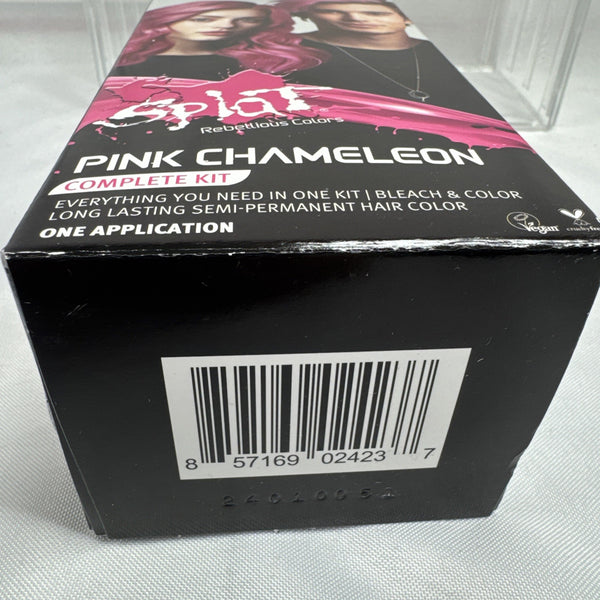 Splat®
Rebellious Colors
PINK CHAMELEON
COMPLETE KIT
EVERYTHING YOU NEED IN ONE KIT | BLEACH & COLOR
LONG LASTING SEMI-PERMANENT HAIR COLOR
ONE APPLICATION
vegan
8 57169 02423 7
24010051